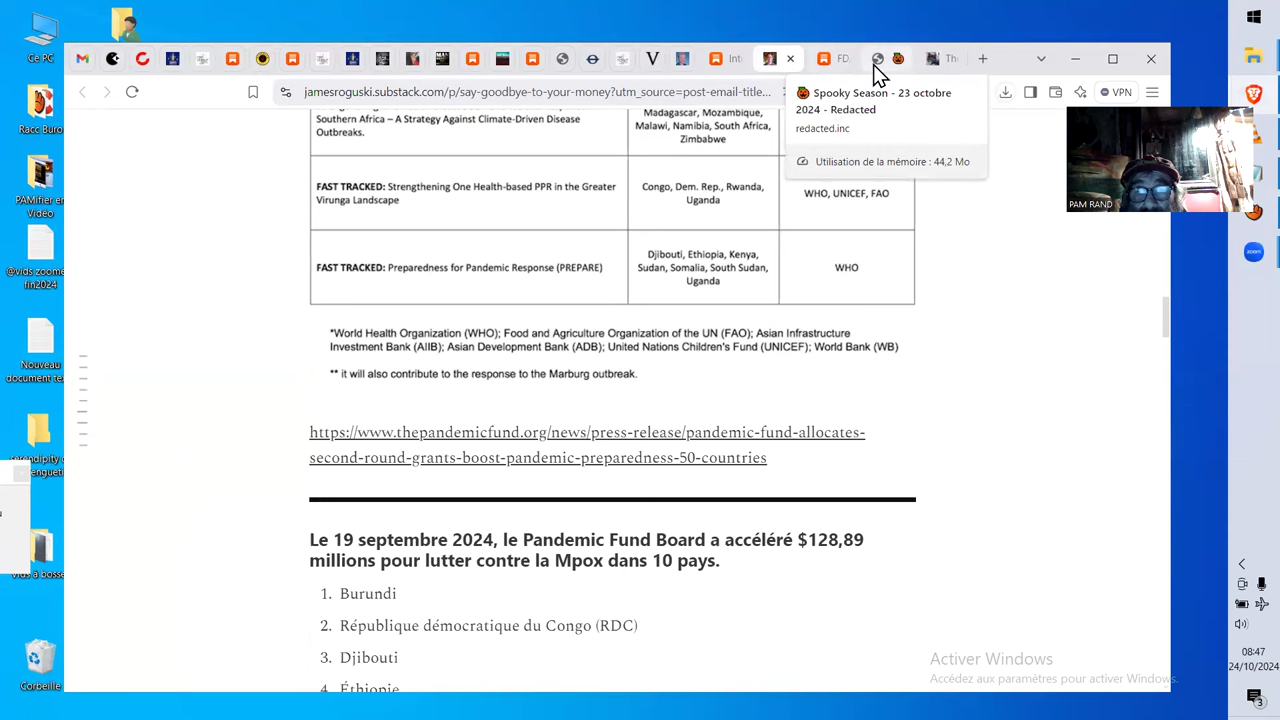 Ce PC
Racc Buro
PAMifier en
Vidéo
@vids zoome
fin2024
Nouveau
document te
serendipity c
Corbeille
Int
FD.
Th
jamesroguski.substack.com/p/say-goodbye-to-your-money?utm_source=post-email-title...
VPN
🎃 Spooky Season - 23 octobre
2024 - Redacted
redacted.inc
Utilisation de la mémoire : 44,2 Mo
PAM RAND
Southern Africa – A Strategy Against Climate-Driven Disease
Outbreaks.
Madagascar, Mozambique,
Malawi, Namibia, South Africa,
Zimbabwe
FAST TRACKED: Strengthening One Health-based PPR in the Greater
Virunga Landscape
Congo, Dem. Rep., Rwanda,
Uganda
WHO, UNICEF, FAO
FAST TRACKED: Preparedness for Pandemic Response (PREPARE)
Djibouti, Ethiopia, Kenya,
Sudan, Somalia, South Sudan,
Uganda
WHO
*World Health Organization (WHO); Food and Agriculture Organization of the UN (FAO); Asian Infrastructure
Investment Bank (AIIB); Asian Development Bank (ADB); United Nations Children's Fund (UNICEF); World Bank (WB)
** it will also contribute to the response to the Marburg outbreak.
https://www.thepandemicfund.org/news/press-release/pandemic-fund-allocates-
second-round-grants-boost-pandemic-preparedness-50-countries
Le 19 septembre 2024, le Pandemic Fund Board a accéléré $128,89
millions pour lutter contre la Mpox dans 10 pays.
1. Burundi
2. République démocratique du Congo (RDC)
3. Djibouti
4. Éthiopie
Activer Windows
Accédez aux paramètres pour activer Windows.
zoom
08:47
24/10/2024
3